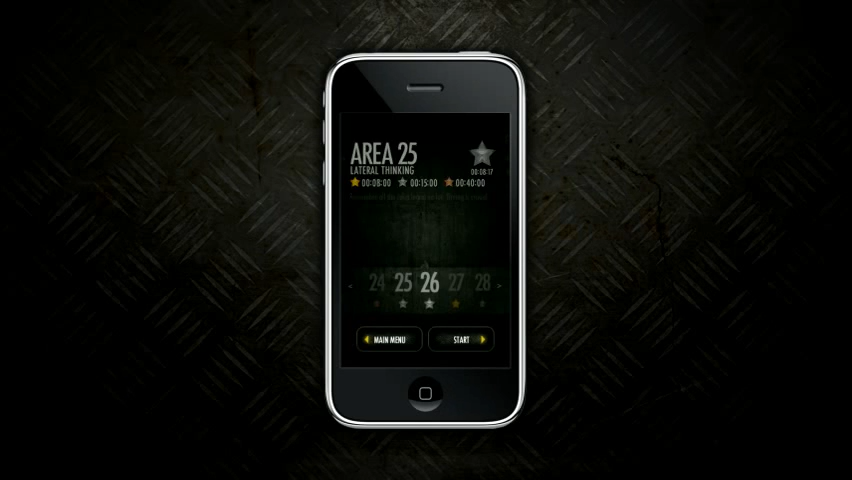 AREA 25
LATERAL THINKING
00:08:17
00:08:00 00:15:00 00:40:00
< 24 25 26 27 28 >
MAIN MENU
START